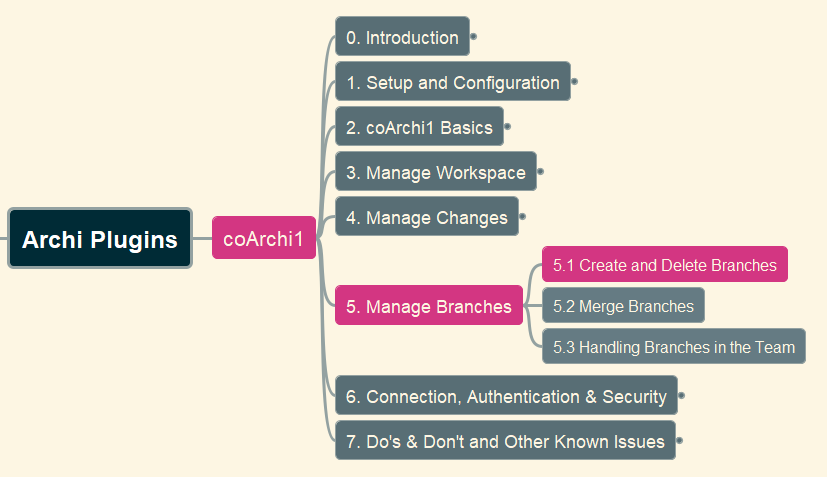 Archi Plugins
coArchi1
0. Introduction
1. Setup and Configuration
2. coArchi1 Basics
3. Manage Workspace
4. Manage Changes
5. Manage Branches
5.1 Create and Delete Branches
5.2 Merge Branches
5.3 Handling Branches in the Team
6. Connection, Authentication & Security
7. Do's & Don't and Other Known Issues